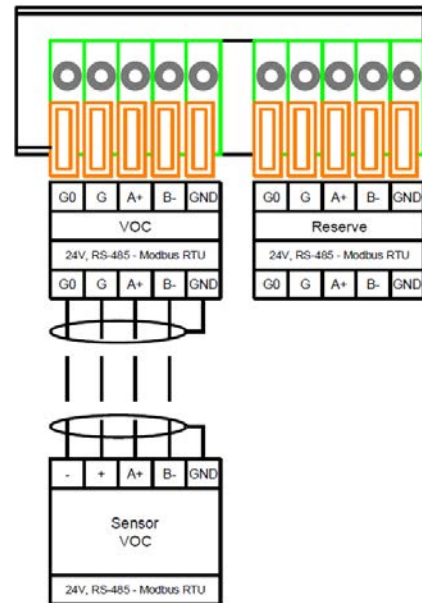 G0 G A+ B- GND
VOC
24V, RS-485 - Modbus RTU
G0 G A+ B- GND
G0 G A+ B- GND
Reserve
24V, RS-485 - Modbus RTU
G0 G A+ B- GND
- + A+ B- GND
Sensor
VOC
24V, RS-485 - Modbus RTU